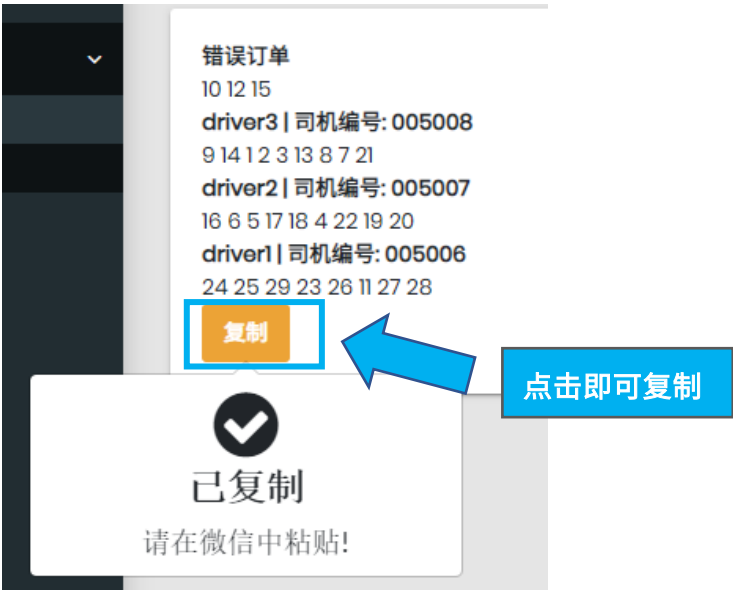 错误订单
10 12 15
driver3 | 司机编号: 005008
9 14 1 2 3 13 8 7 21
driver2 | 司机编号: 005007
16 6 5 17 18 4 22 19 20
driver1 | 司机编号: 005006
24 25 29 23 26 11 27 28
复制
点击即可复制
已复制
请在微信中粘贴!